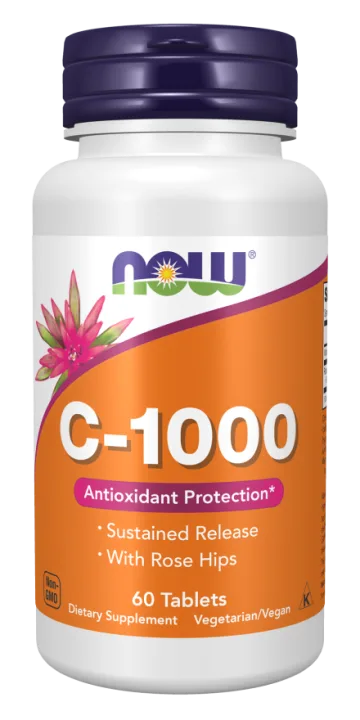 NOW®
C-1000
Antioxidant Protection*
· Sustained Release
· With Rose Hips
60 Tablets
Non-
GMO
Dietary Supplement Vegetarian/Vegan
K